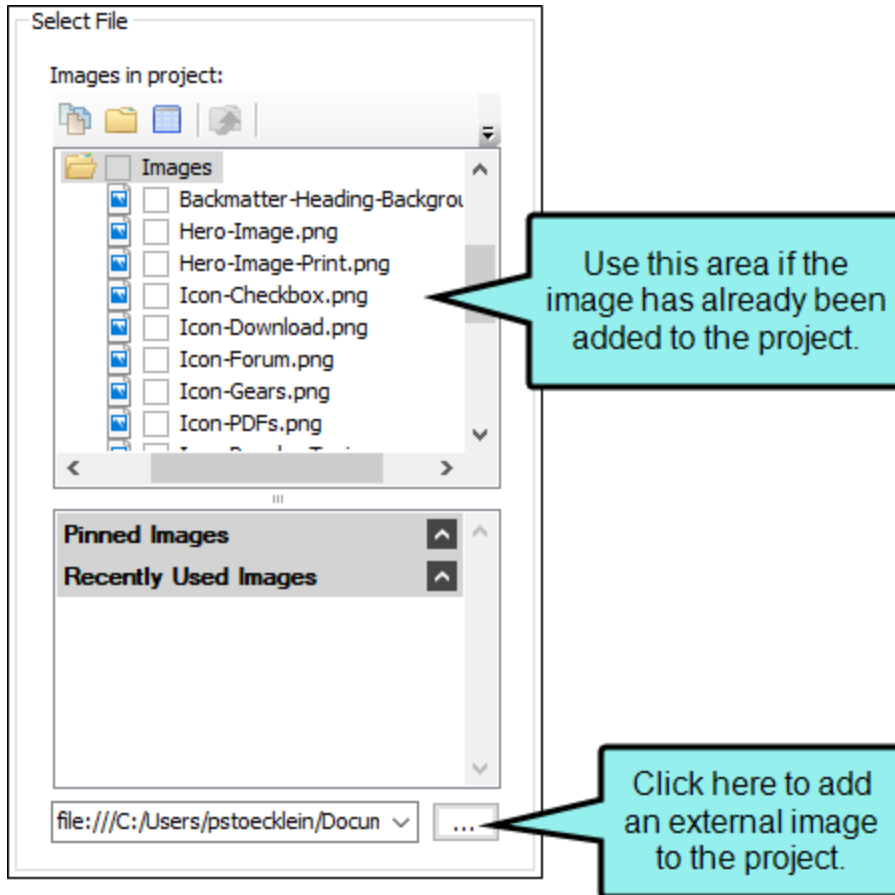 Select File
Images in project:
Images
Backmatter-Heading-Backgrou
Hero-Image.png
Hero-Image-Print.png
Icon-Checkbox.png
Icon-Download.png
Icon-Forum.png
Icon-Gears.png
Icon-PDFs.png
Use this area if the
image has already been
added to the project.
Pinned Images
Recently Used Images
file:///C:/Users/pstoecklein/Docun
...
Click here to add
an external image
to the project.